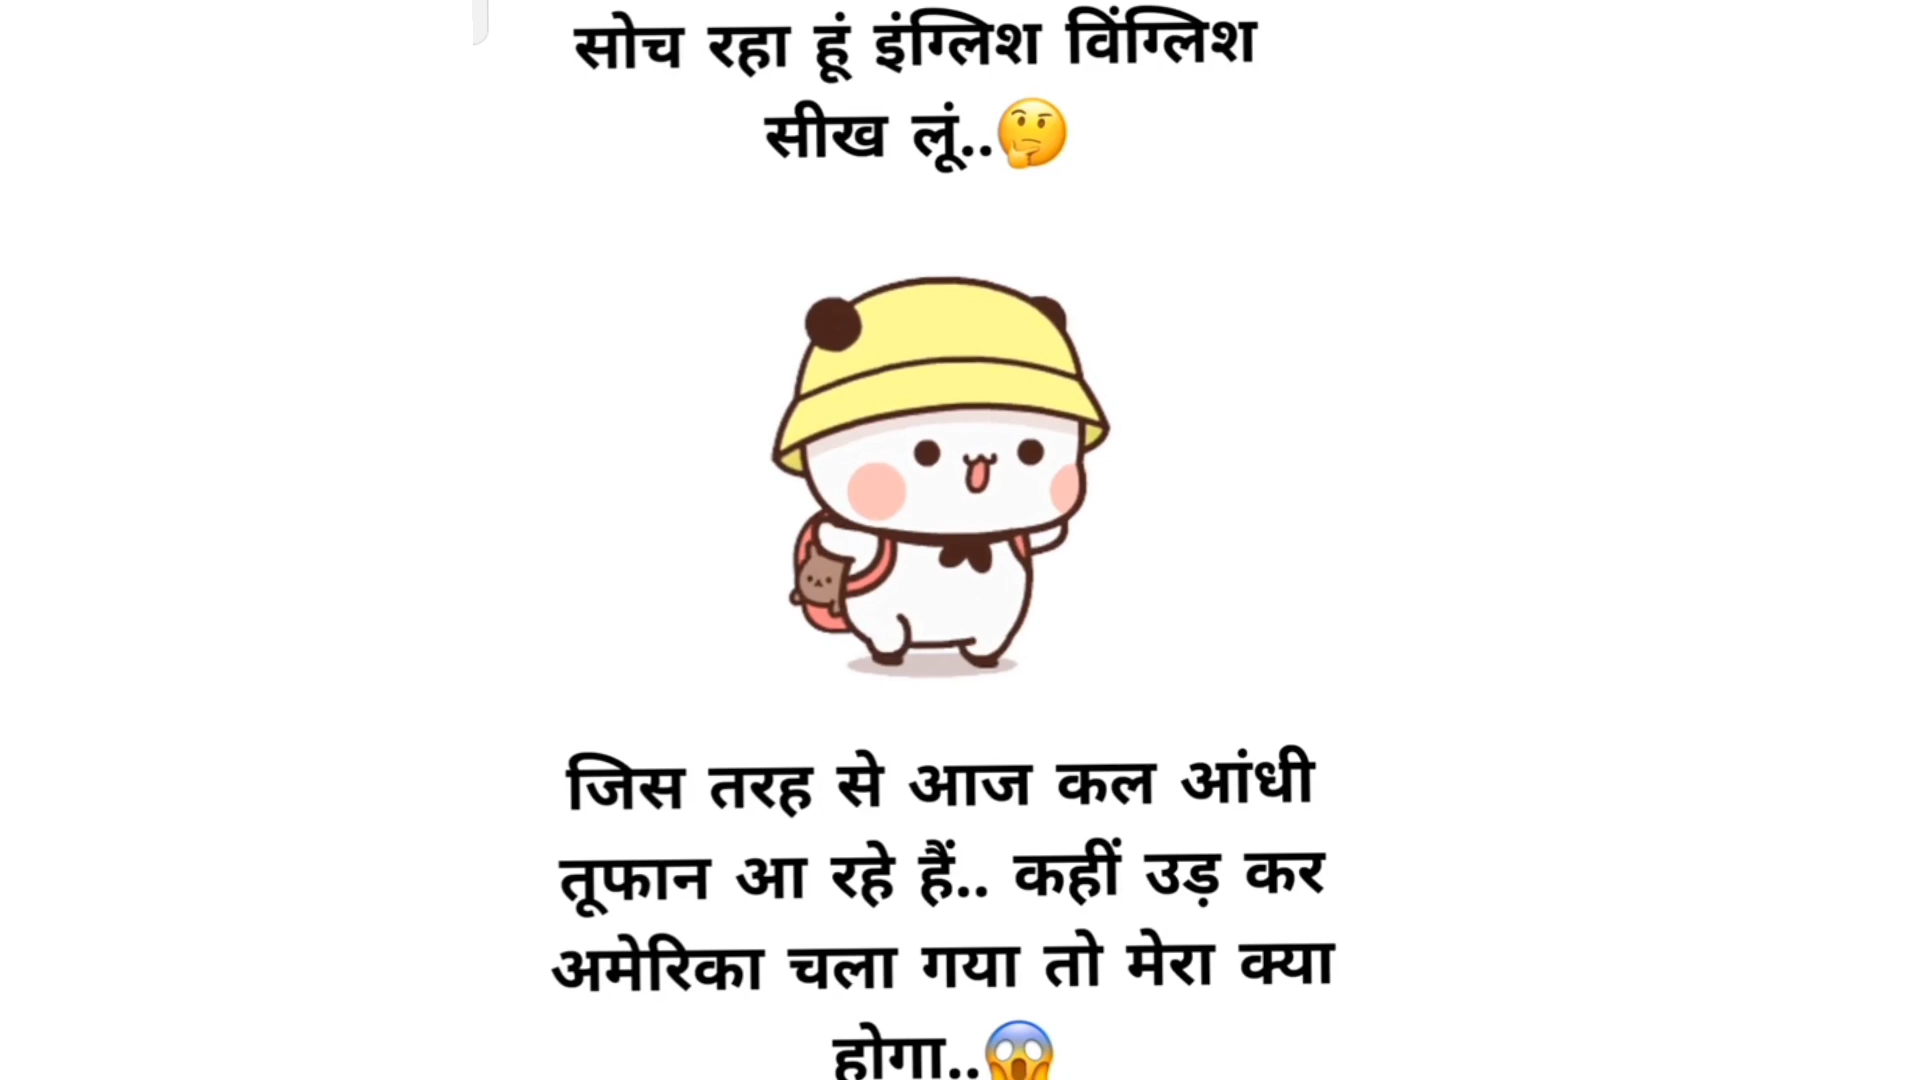 सोच रहा हूं इंग्लिश विंग्लिश
सीख लूं..🤔
जिस तरह से आज कल आंधी
तूफान आ रहे हैं.. कहीं उड़ कर
अमेरिका चला गया तो मेरा क्या
होगा..😱